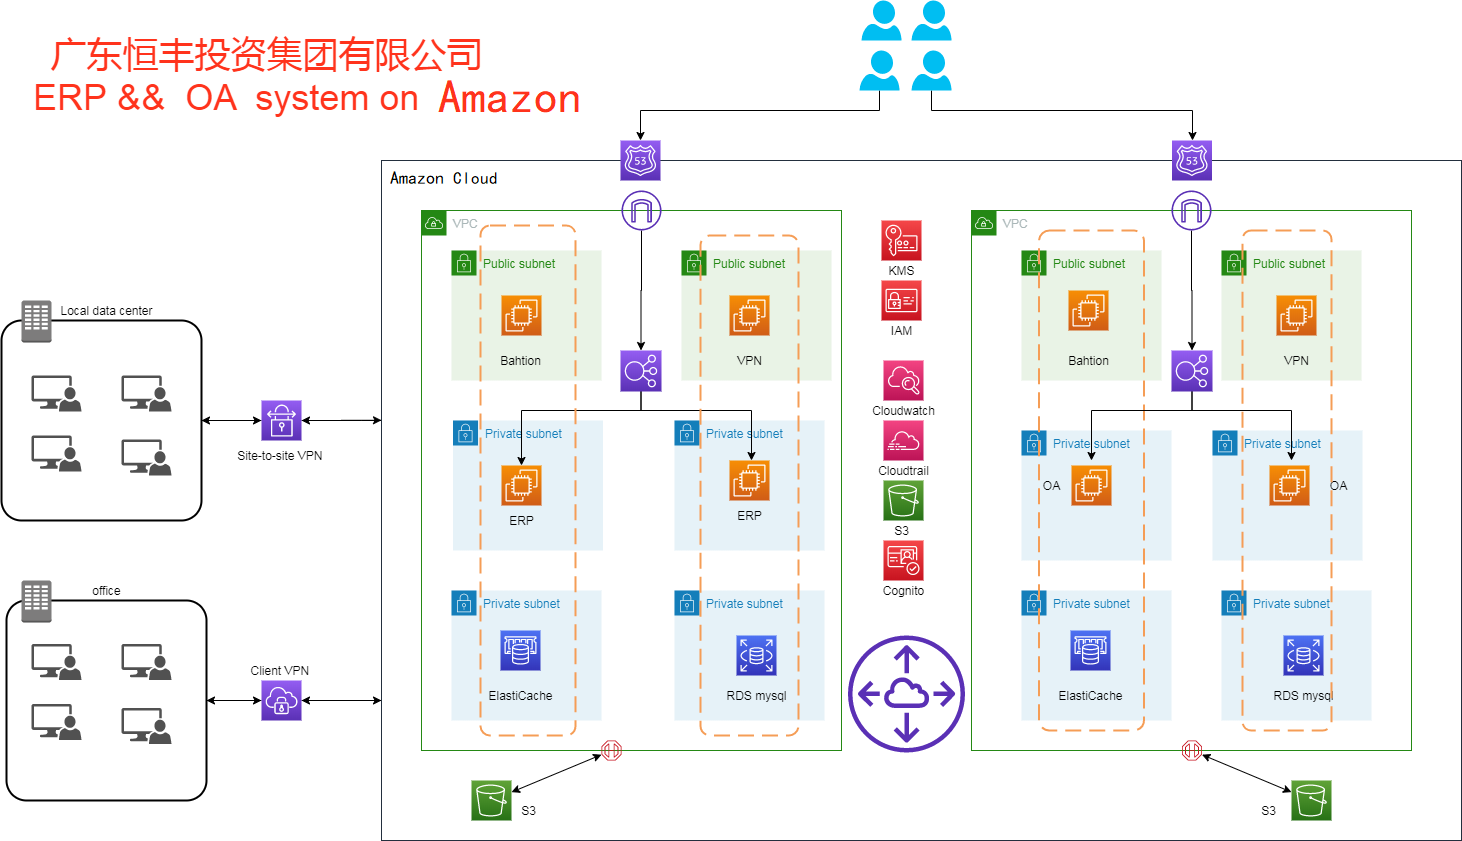 广东恒丰投资集团有限公司
ERP && OA system on Amazon
53
53
Amazon Cloud
VPC
VPC
Public subnet
Public subnet
KMS
Public subnet
Public subnet
IAM
Local data center
Bahtion
VPN
Bahtion
VPN
Cloudwatch
Private subnet
Private subnet
Private subnet
Private subnet
Site-to-site VPN
Cloudtrail
OA
OA
ERP
ERP
S3
office
Cognito
Private subnet
Private subnet
Private subnet
Private subnet
Client VPN
ElastiCache
RDS mysql
ElastiCache
RDS mysql
S3
S3